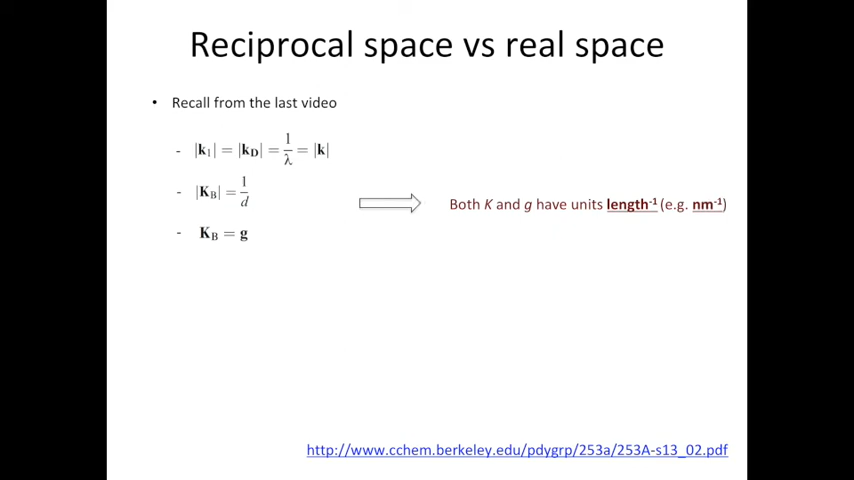 Reciprocal space vs real space
• Recall from the last video
- |k₁| = |k_D| = 1/λ = |k|
- |K_B| = 1/d
Both K and g have units length⁻¹ (e.g. nm⁻¹)
- K_B = g
http://www.cchem.berkeley.edu/pdygrp/253a/253A-s13_02.pdf